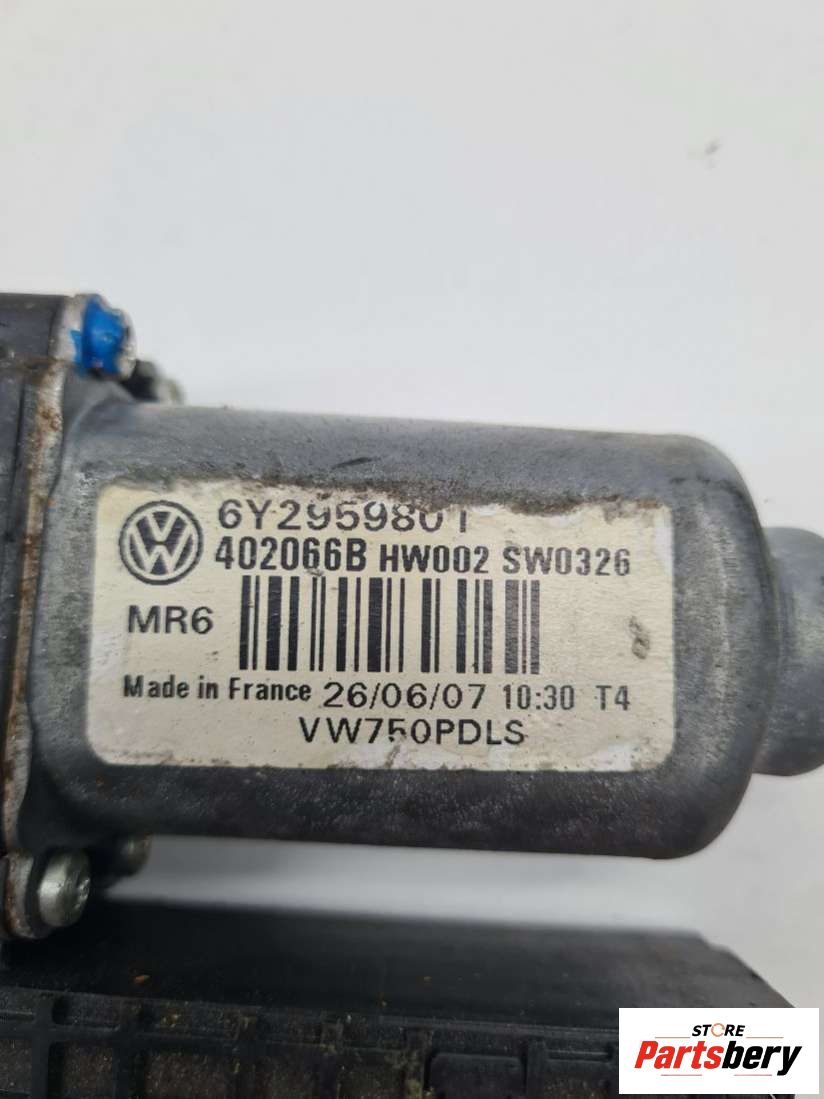 6Y2959801
402066B HW002 SW0326
MR6
Made in France 26/06/07 10:30 T4
VW750PDLS
STORE
Partsbery